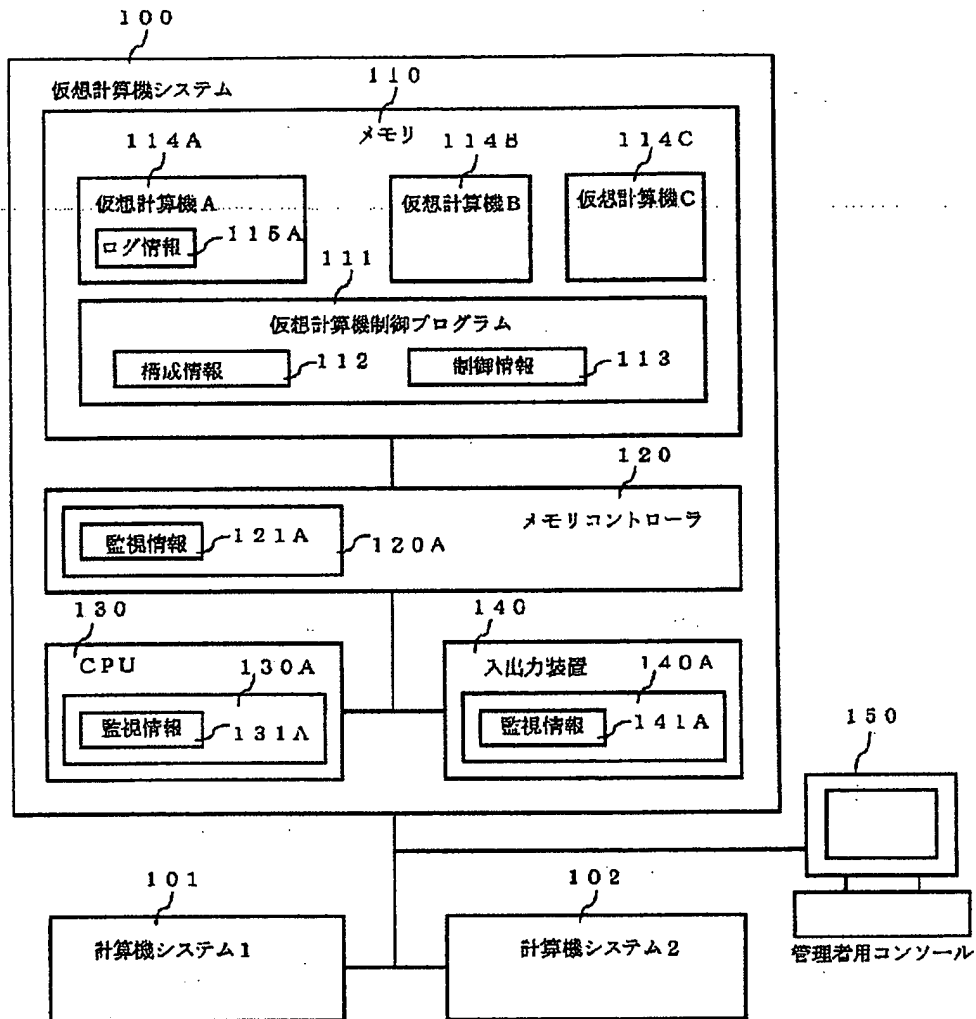 １００
仮想計算機システム
１１０
メモリ
１１４Ａ
１１４Ｂ
１１４Ｃ
仮想計算機Ａ
仮想計算機Ｂ
仮想計算機Ｃ
ログ情報
１１５Ａ
１１１
仮想計算機制御プログラム
構成情報
１１２
制御情報
１１３
１２０
メモリコントローラ
監視情報
１２１Ａ
１２０Ａ
１３０
ＣＰＵ
１３０Ａ
監視情報
１３１Ａ
１４０
入出力装置
１４０Ａ
監視情報
１４１Ａ
１５０
管理者用コンソール
１０１
計算機システム１
１０２
計算機システム２